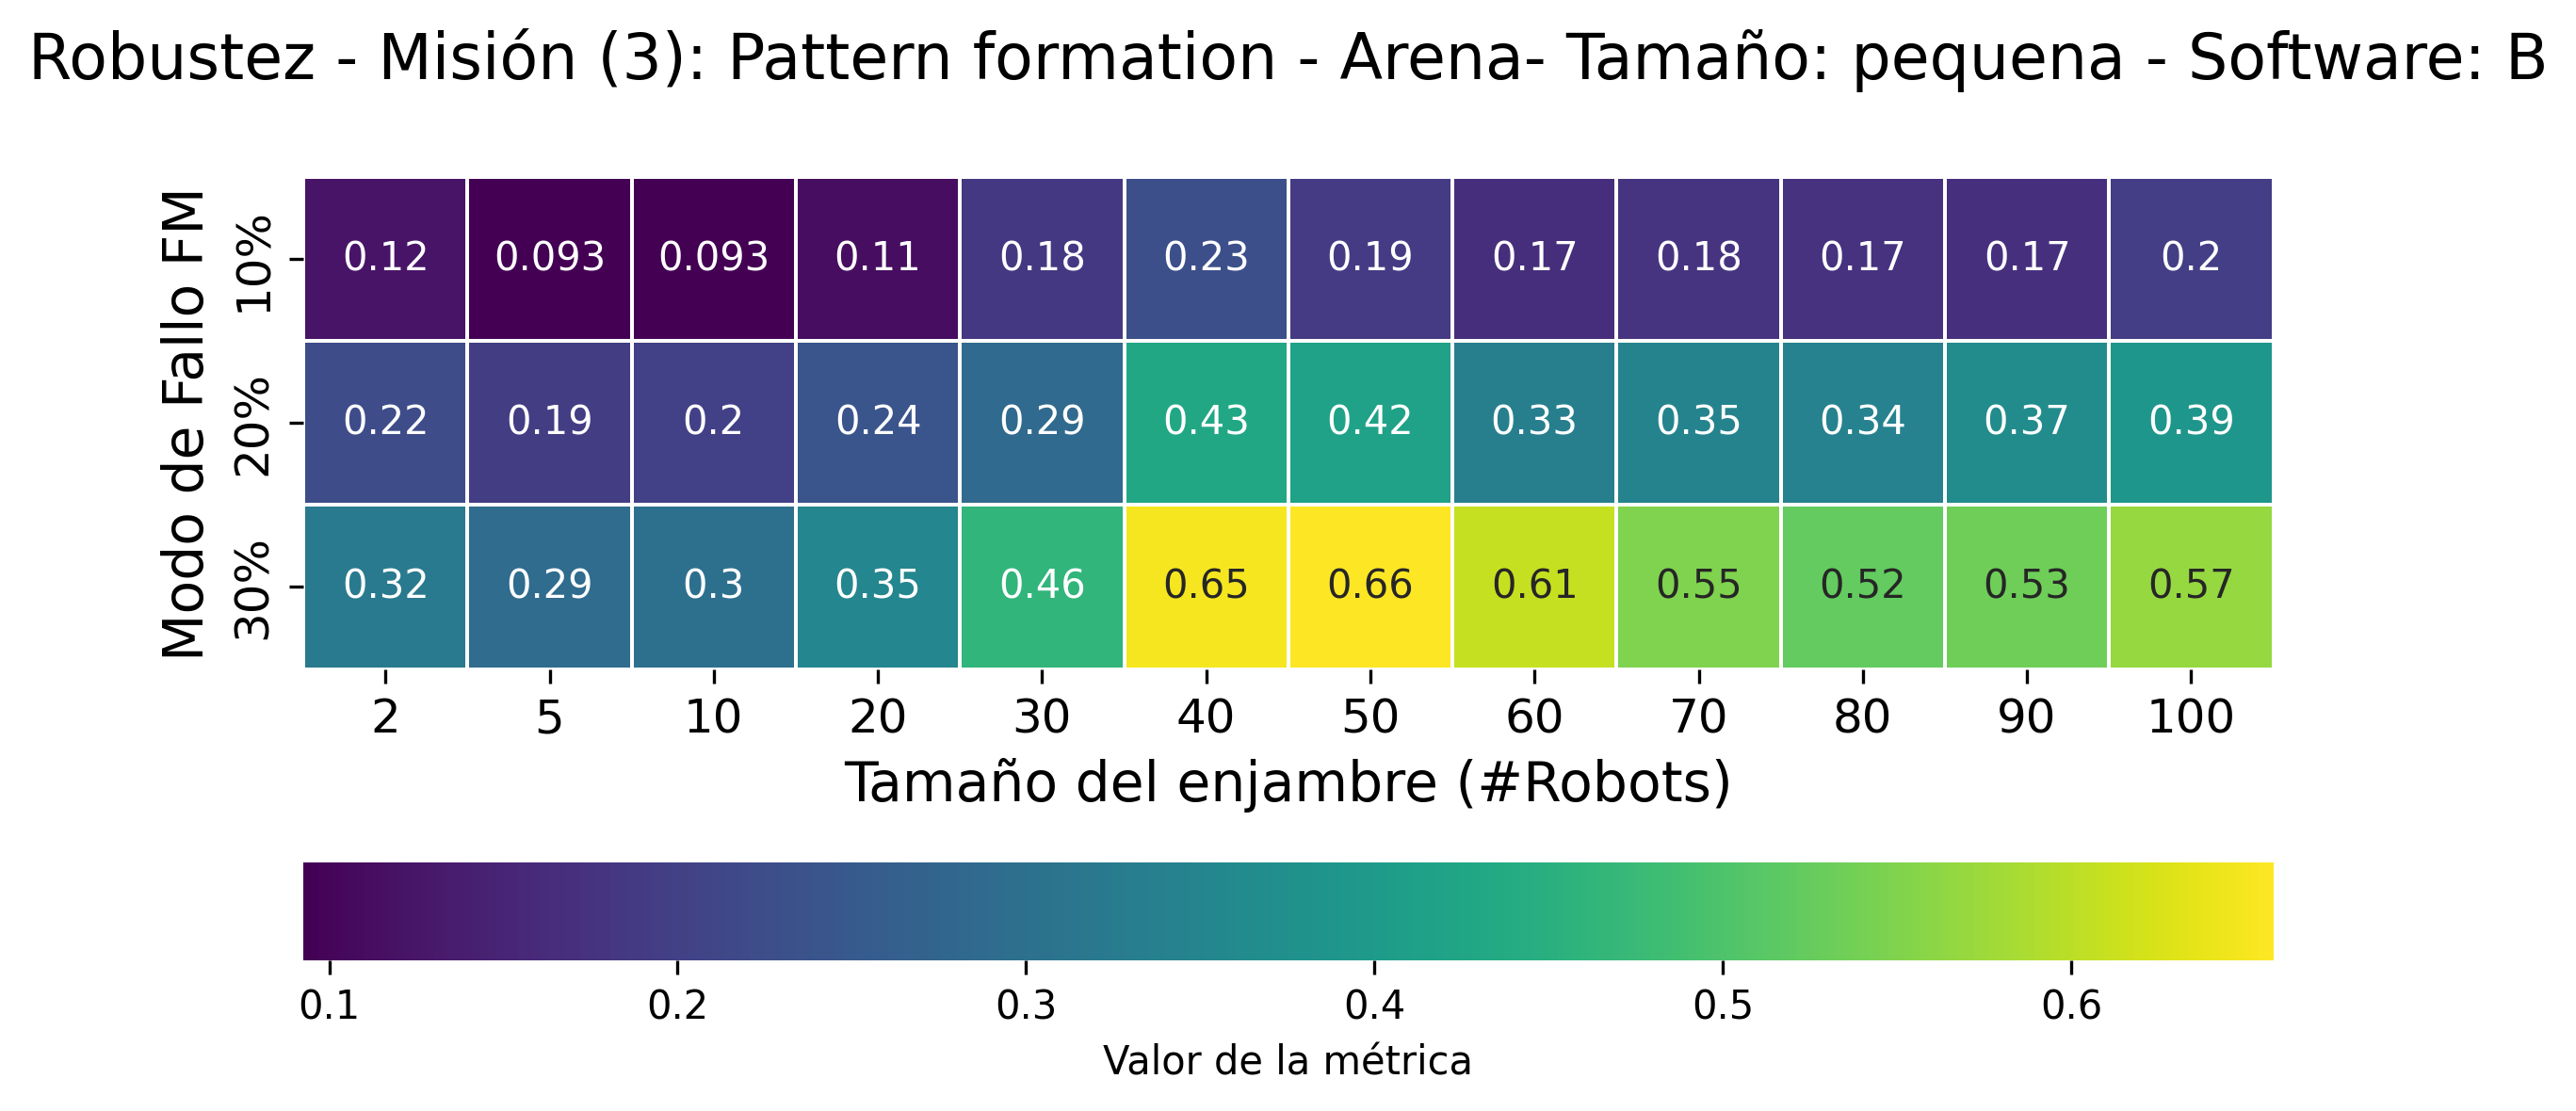 Robustez - Misión (3): Pattern formation - Arena- Tamaño: pequena - Software: B
Modo de Fallo FM
10%
0.12 0.093 0.093 0.11 0.18 0.23 0.19 0.17 0.18 0.17 0.17 0.2
20%
0.22 0.19 0.2 0.24 0.29 0.43 0.42 0.33 0.35 0.34 0.37 0.39
30%
0.32 0.29 0.3 0.35 0.46 0.65 0.66 0.61 0.55 0.52 0.53 0.57
2 5 10 20 30 40 50 60 70 80 90 100
Tamaño del enjambre (#Robots)
0.1 0.2 0.3 0.4 0.5 0.6
Valor de la métrica